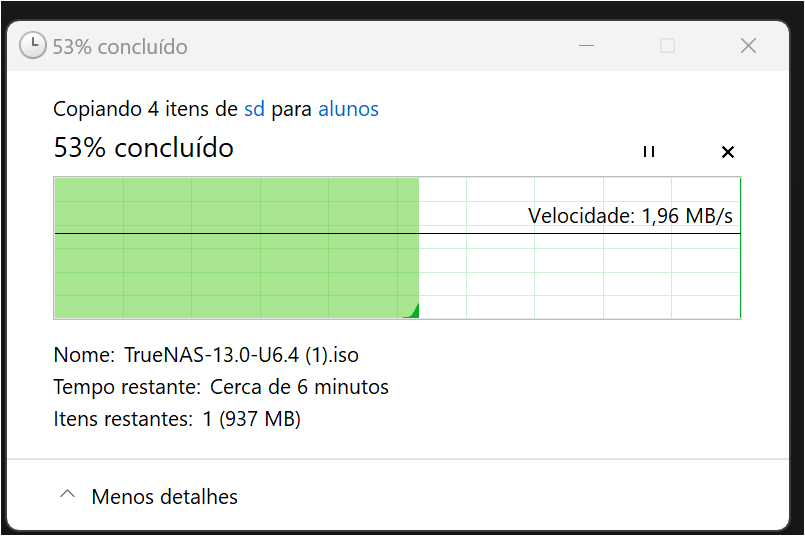 53% concluído
Copiando 4 itens de sd para alunos
53% concluído
Velocidade: 1,96 MB/s
Nome: TrueNAS-13.0-U6.4 (1).iso
Tempo restante: Cerca de 6 minutos
Itens restantes: 1 (937 MB)
Menos detalhes